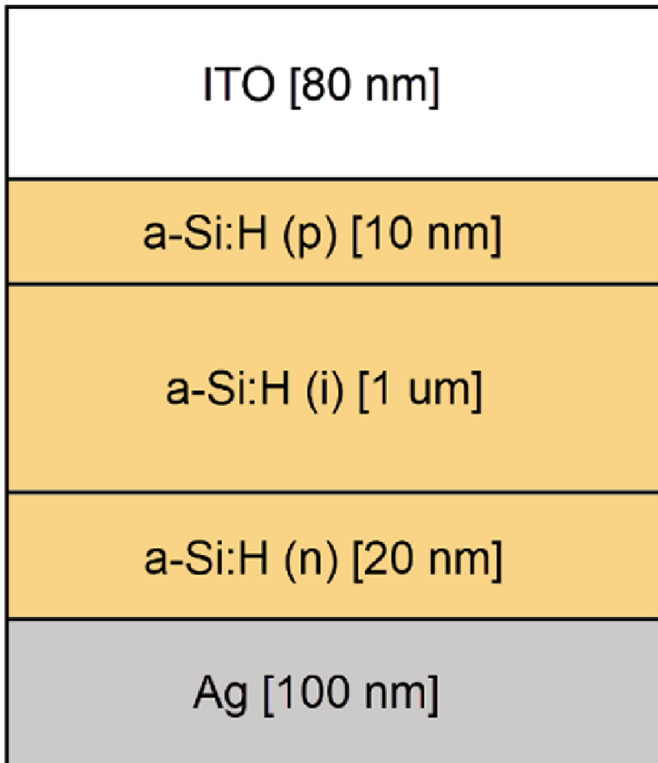 ITO [80 nm]
a-Si:H (p) [10 nm]
a-Si:H (i) [1 um]
a-Si:H (n) [20 nm]
Ag [100 nm]